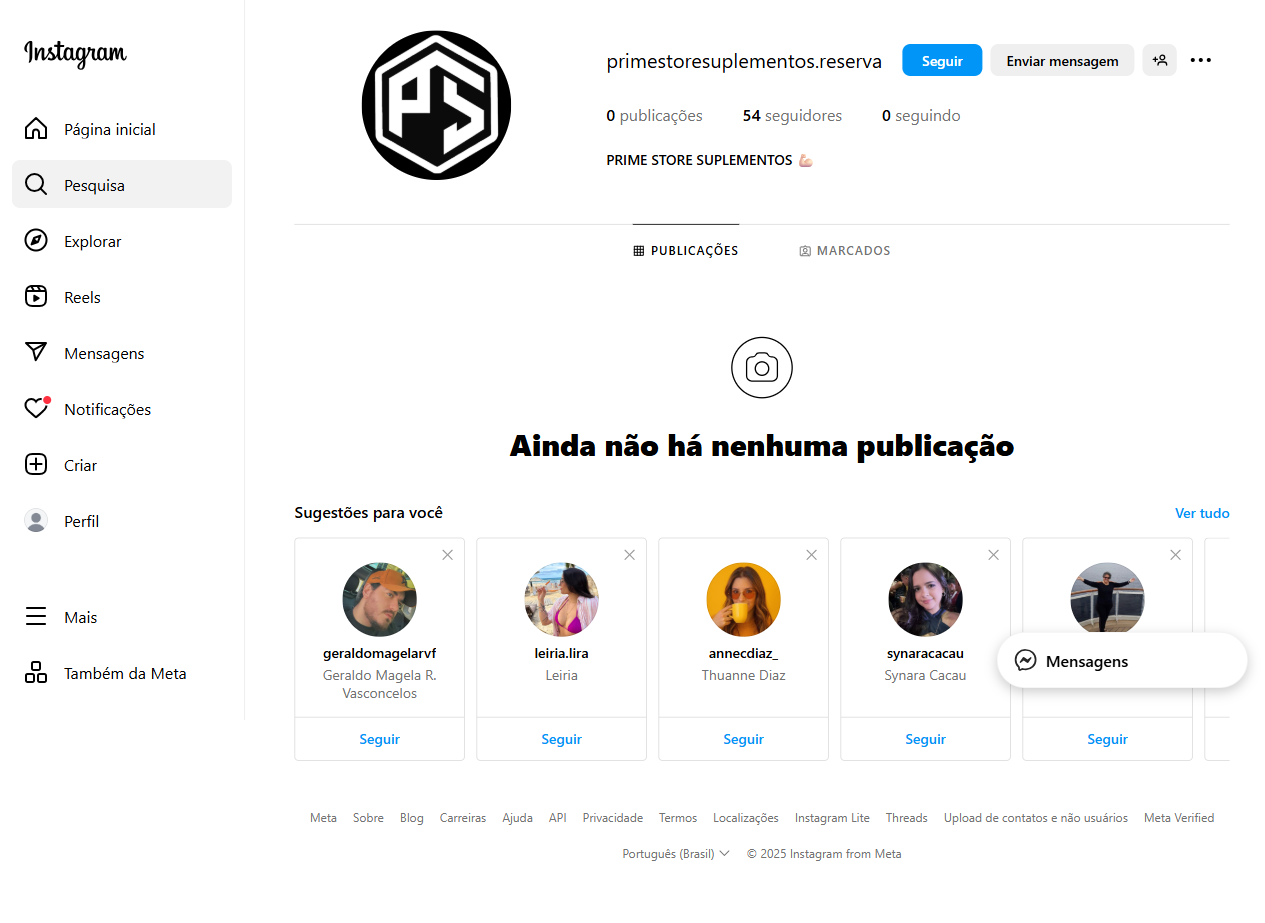 Instagram
Página inicial
Pesquisa
Explorar
Reels
Mensagens
Notificações
Criar
Perfil
Mais
Também da Meta
PS
primestoresuplementos.reserva Seguir Enviar mensagem
0 publicações 54 seguidores 0 seguindo
PRIME STORE SUPLEMENTOS 💪🏻
PUBLICAÇÕES MARCADOS
Ainda não há nenhuma publicação
Sugestões para você Ver tudo
geraldomagelarvf
Geraldo Magela R.
Vasconcelos
Seguir
leiria.lira
Leiria
Seguir
annecdiaz_
Thuanne Diaz
Seguir
synaracacau
Synara Cacau
Seguir
Mensagens
Seguir
Meta Sobre Blog Carreiras Ajuda API Privacidade Termos Localizações Instagram Lite Threads Upload de contatos e não usuários Meta Verified
Português (Brasil) © 2025 Instagram from Meta